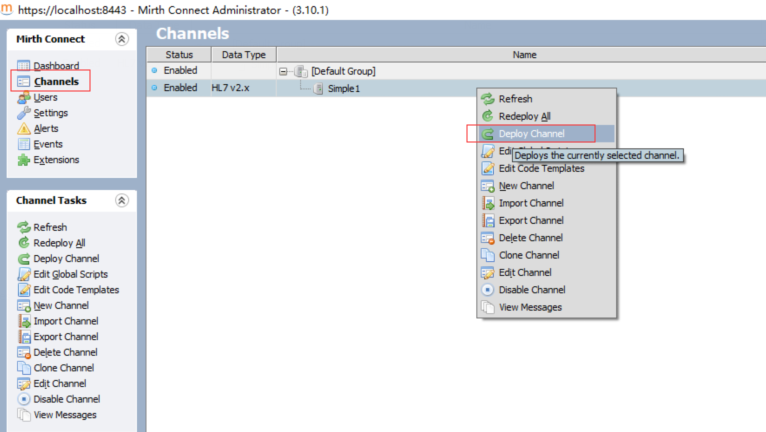 https://localhost:8443 - Mirth Connect Administrator - (3.10.1)
Mirth Connect
Dashboard
Channels
Users
Settings
Alerts
Events
Extensions
Channel Tasks
Refresh
Redeploy All
Deploy Channel
Edit Global Scripts
Edit Code Templates
New Channel
Import Channel
Export Channel
Delete Channel
Clone Channel
Edit Channel
Disable Channel
View Messages
Channels
Status Data Type Name
Enabled [Default Group]
Enabled HL7 v2.x Simple1
Refresh
Redeploy All
Deploy Channel
Deploys the currently selected channel.
Edit Code Templates
New Channel
Import Channel
Export Channel
Delete Channel
Clone Channel
Edit Channel
Disable Channel
View Messages